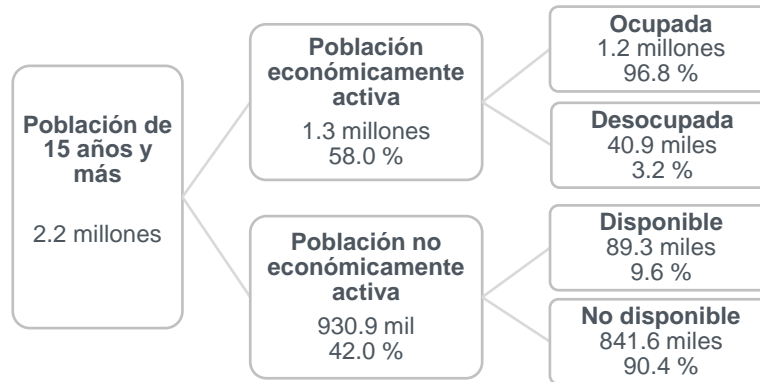 Población de
15 años y
más
2.2 millones
Población
económicamente
activa
1.3 millones
58.0 %
Ocupada
1.2 millones
96.8 %
Desocupada
40.9 miles
3.2 %
Población no
económicamente
activa
930.9 mil
42.0 %
Disponible
89.3 miles
9.6 %
No disponible
841.6 miles
90.4 %